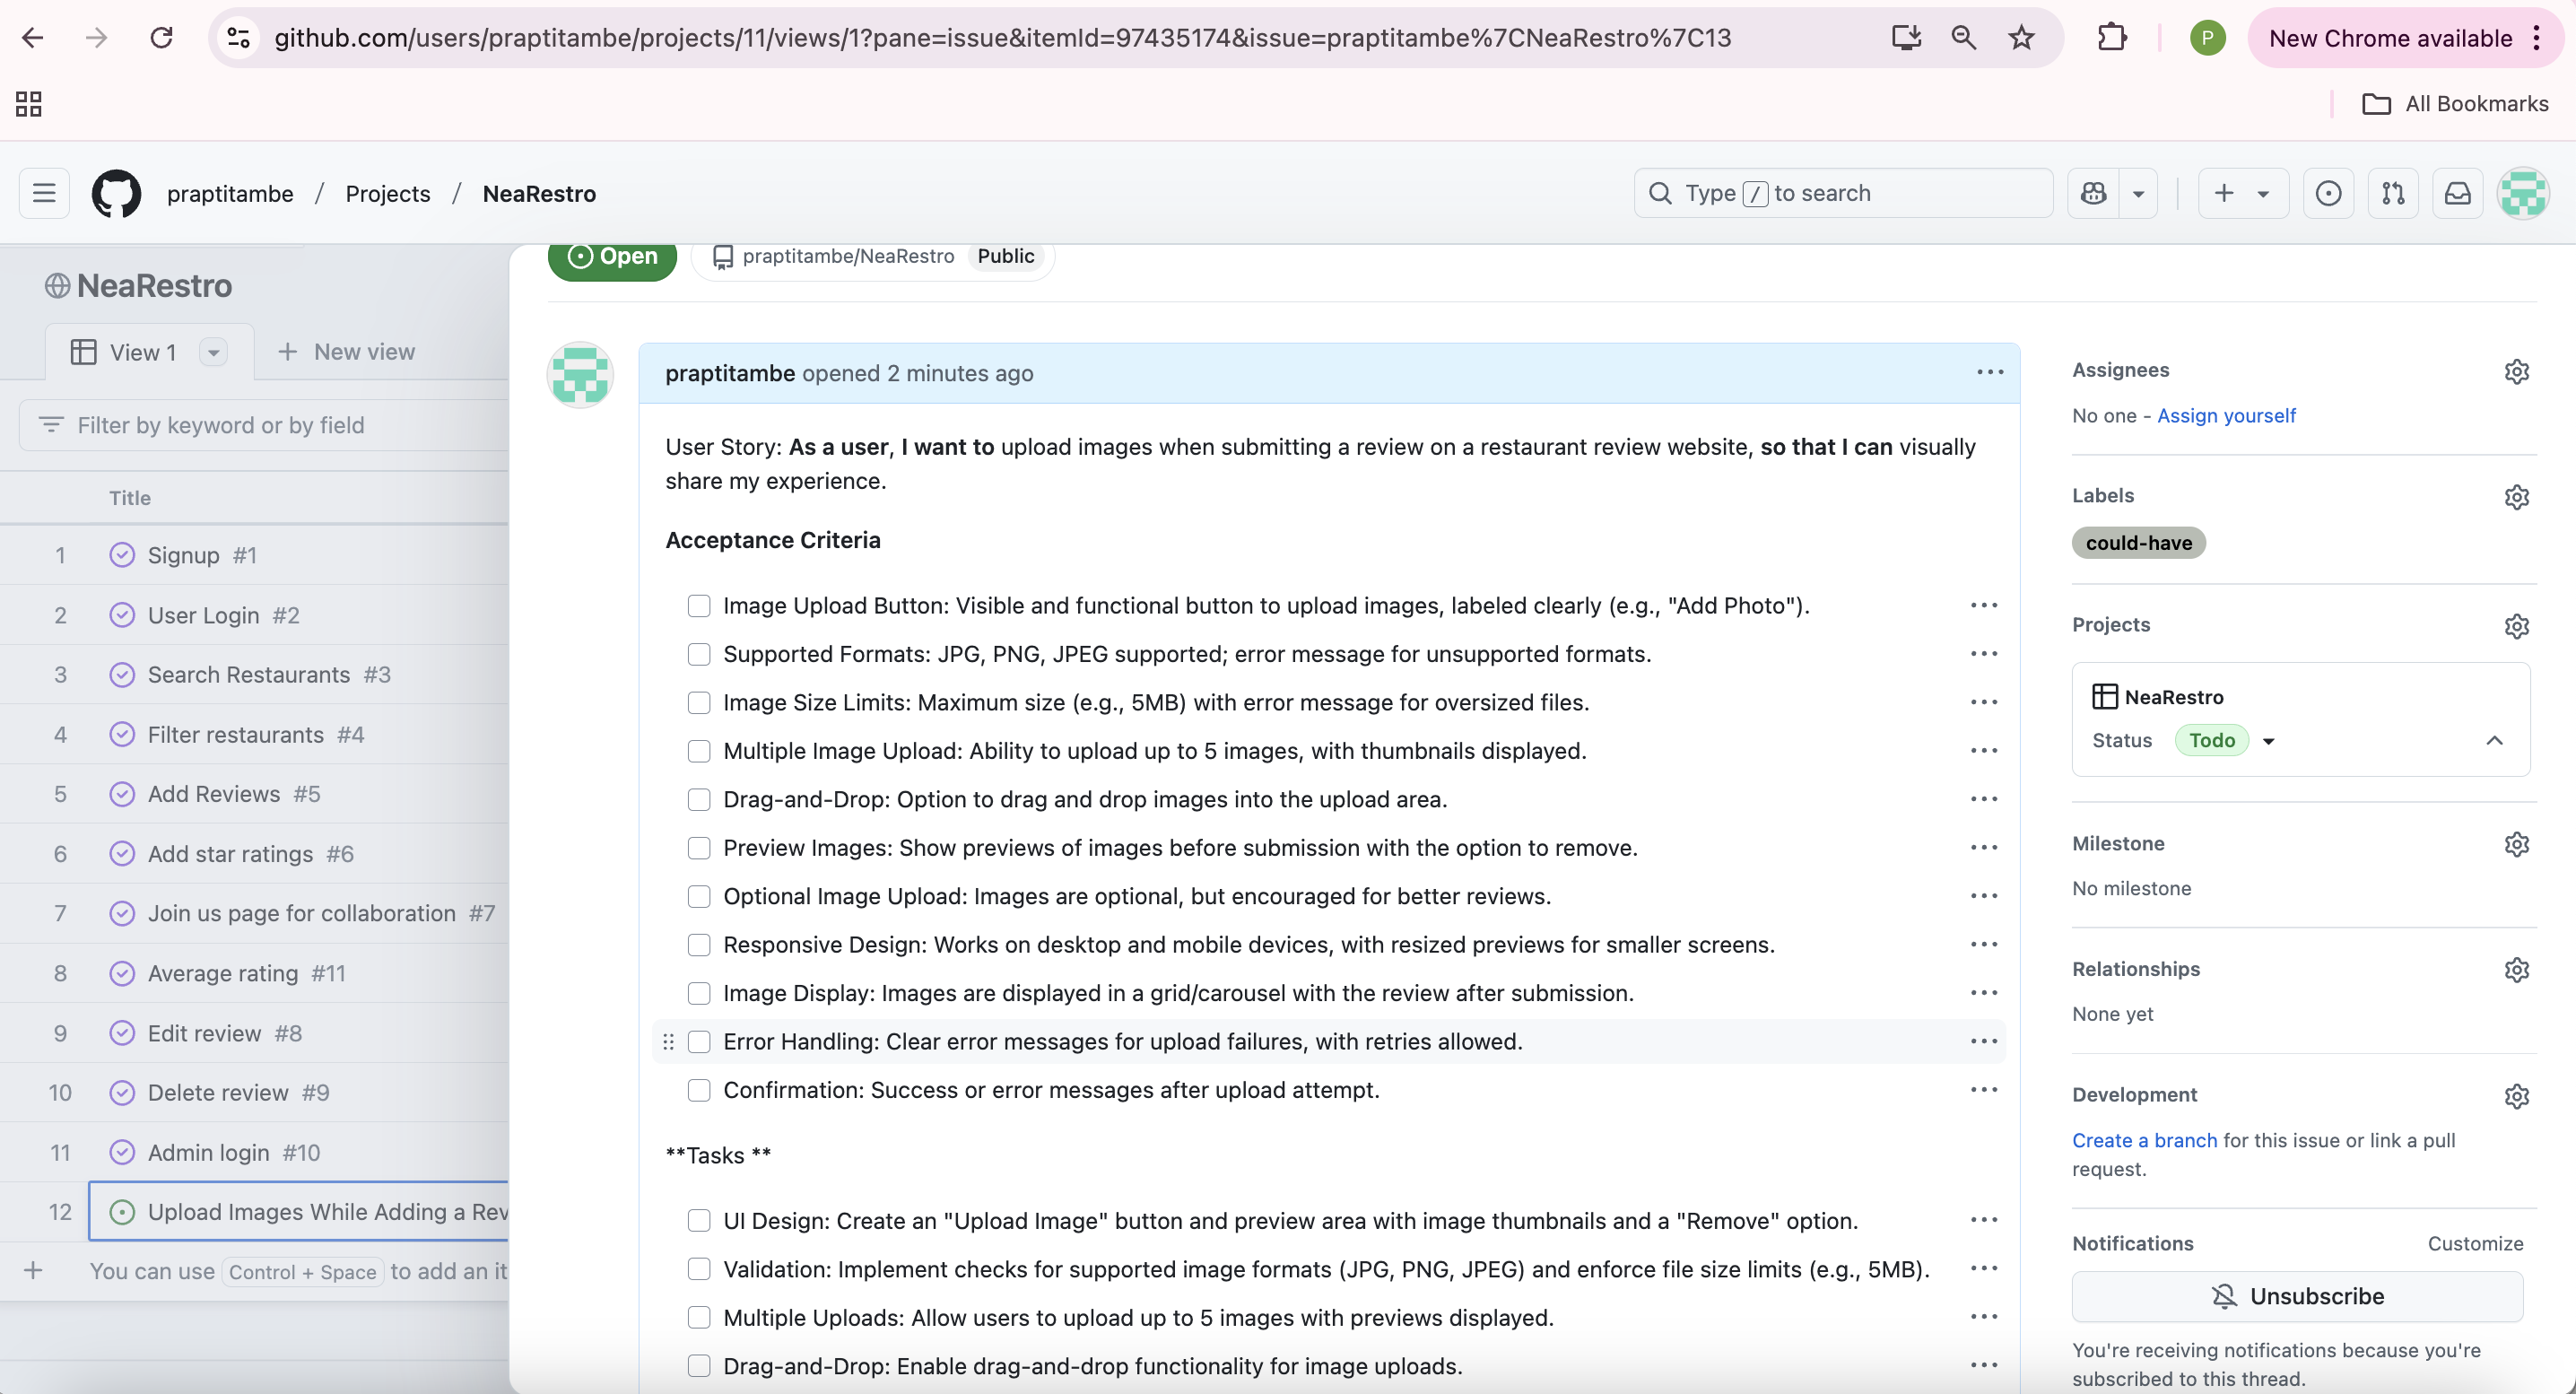 github.com/users/praptitambe/projects/11/views/1?pane=issue&itemId=97435174&issue=praptitambe%7CNeaRestro%7C13
P
New Chrome available
All Bookmarks
praptitambe / Projects / NeaRestro
Type / to search
NeaRestro
View 1
New view
Filter by keyword or by field
Title
1 Signup #1
2 User Login #2
3 Search Restaurants #3
4 Filter restaurants #4
5 Add Reviews #5
6 Add star ratings #6
7 Join us page for collaboration #7
8 Average rating #11
9 Edit review #8
10 Delete review #9
11 Admin login #10
12 Upload Images While Adding a Rev
+ You can use Control + Space to add an it
Open
praptitambe/NeaRestro Public
praptitambe opened 2 minutes ago
User Story: As a user, I want to upload images when submitting a review on a restaurant review website, so that I can visually
share my experience.
Acceptance Criteria
Image Upload Button: Visible and functional button to upload images, labeled clearly (e.g., "Add Photo").
Supported Formats: JPG, PNG, JPEG supported; error message for unsupported formats.
Image Size Limits: Maximum size (e.g., 5MB) with error message for oversized files.
Multiple Image Upload: Ability to upload up to 5 images, with thumbnails displayed.
Drag-and-Drop: Option to drag and drop images into the upload area.
Preview Images: Show previews of images before submission with the option to remove.
Optional Image Upload: Images are optional, but encouraged for better reviews.
Responsive Design: Works on desktop and mobile devices, with resized previews for smaller screens.
Image Display: Images are displayed in a grid/carousel with the review after submission.
Error Handling: Clear error messages for upload failures, with retries allowed.
Confirmation: Success or error messages after upload attempt.
**Tasks **
UI Design: Create an "Upload Image" button and preview area with image thumbnails and a "Remove" option.
Validation: Implement checks for supported image formats (JPG, PNG, JPEG) and enforce file size limits (e.g., 5MB).
Multiple Uploads: Allow users to upload up to 5 images with previews displayed.
Drag-and-Drop: Enable drag-and-drop functionality for image uploads.
Assignees
No one - Assign yourself
Labels
could-have
Projects
NeaRestro
Status Todo
Milestone
No milestone
Relationships
None yet
Development
Create a branch for this issue or link a pull
request.
Notifications
Customize
Unsubscribe
You're receiving notifications because you're
subscribed to this thread.